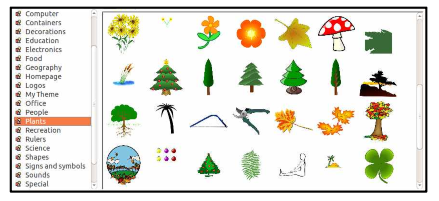 Computer
Containers
Decorations
Education
Electronics
Food
Geography
Homepage
Logos
My Theme
Office
People
Plants
Recreation
Rulers
Science
Shapes
Signs and symbols
Sounds
Special